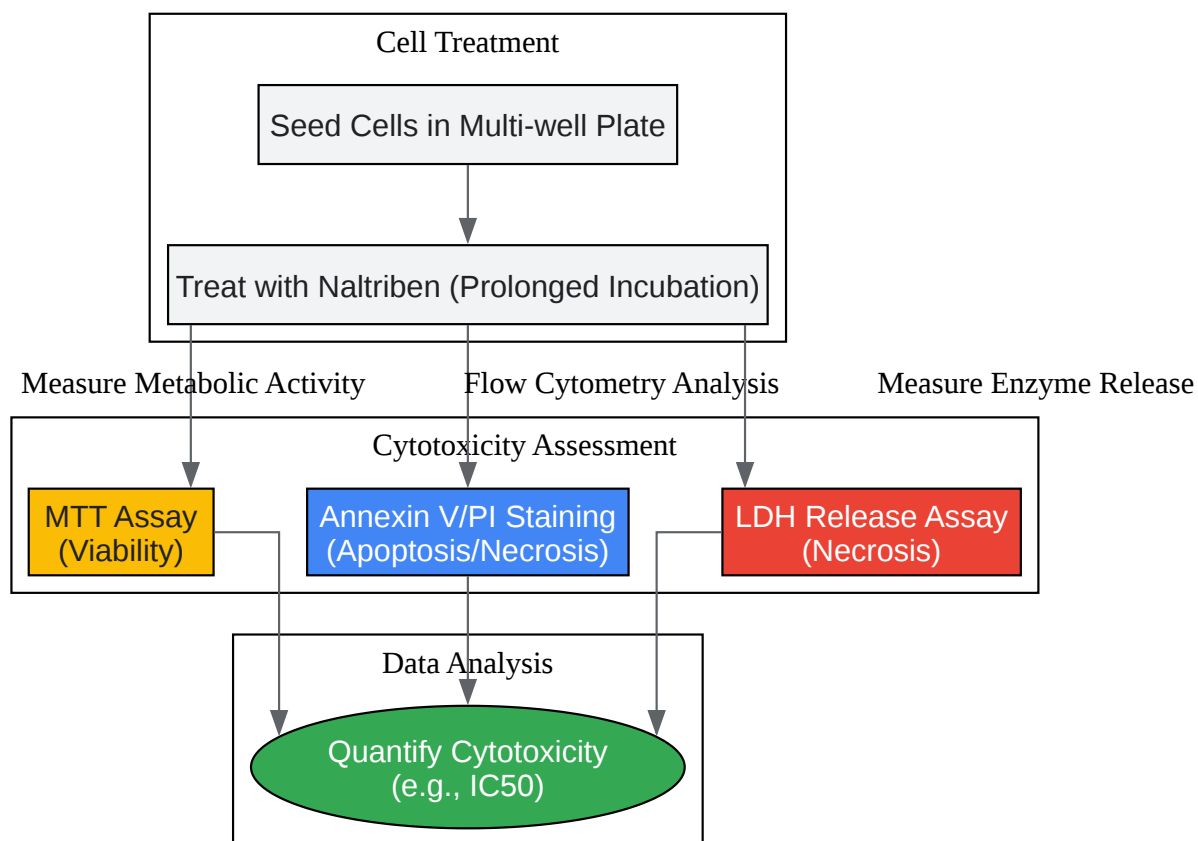 Cell Treatment
Seed Cells in Multi-well Plate
Treat with Naltriben (Prolonged Incubation)
Measure Metabolic Activity
Flow Cytometry Analysis
Measure Enzyme Release
Cytotoxicity Assessment
MTT Assay
(Viability)
Annexin V/PI Staining
(Apoptosis/Necrosis)
LDH Release Assay
(Necrosis)
Data Analysis
Quantify Cytotoxicity
(e.g., IC50)